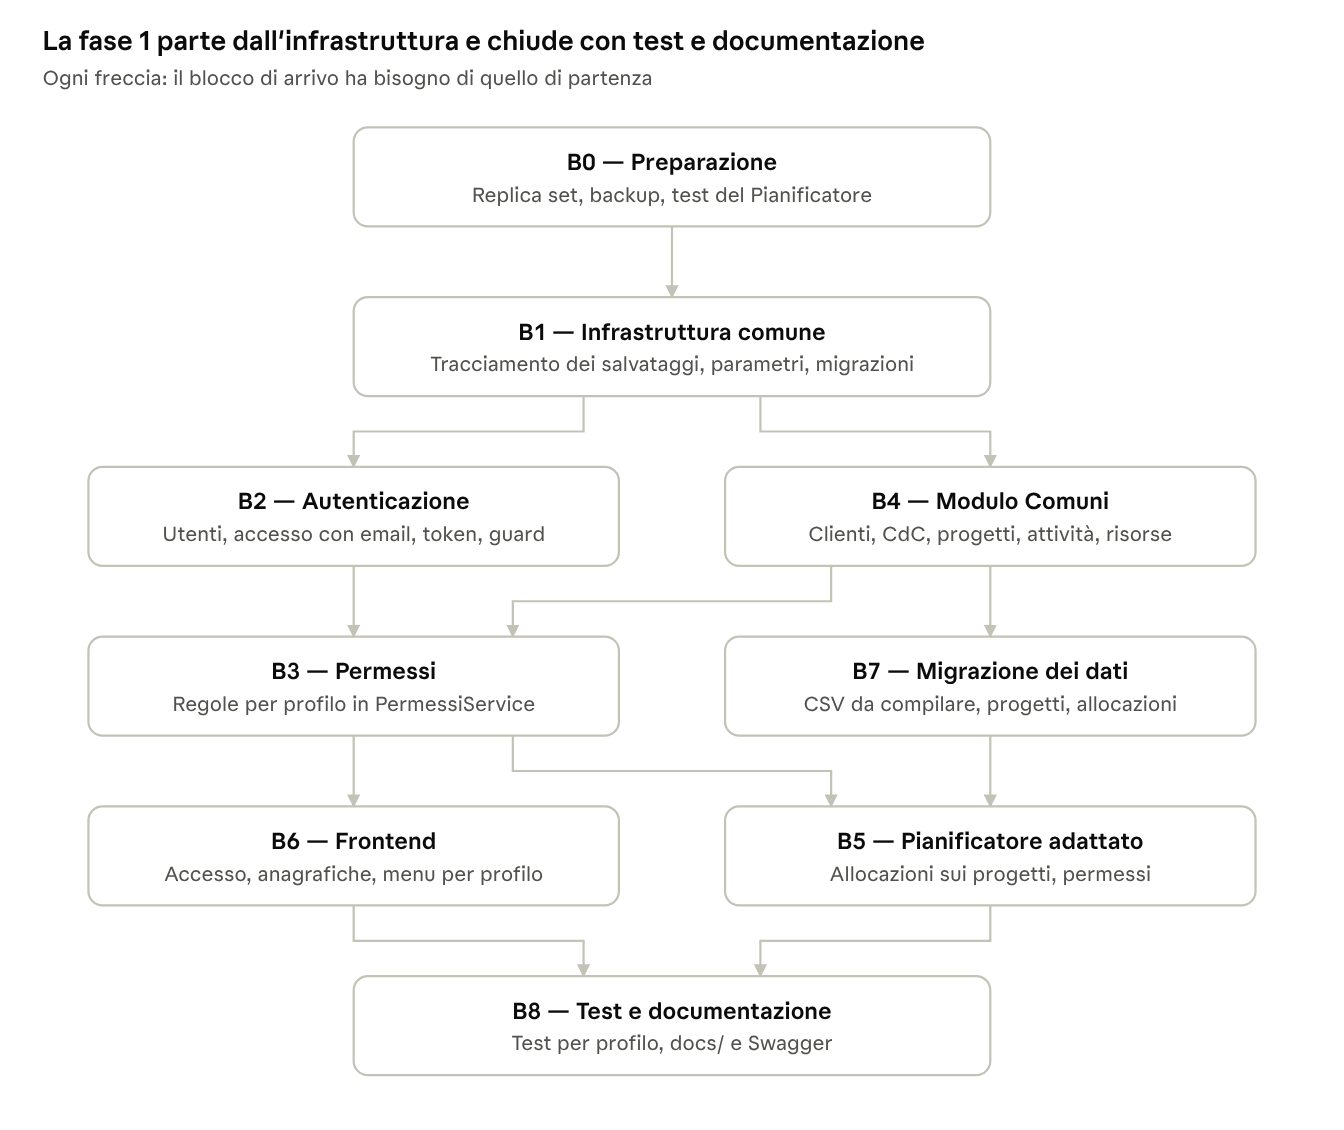 La fase 1 parte dall'infrastruttura e chiude con test e documentazione
Ogni freccia: il blocco di arrivo ha bisogno di quello di partenza
B0 — Preparazione
Replica set, backup, test del Pianificatore
B1 — Infrastruttura comune
Tracciamento dei salvataggi, parametri, migrazioni
B2 — Autenticazione
Utenti, accesso con email, token, guard
B4 — Modulo Comuni
Clienti, CdC, progetti, attività, risorse
B3 — Permessi
Regole per profilo in PermessiService
B7 — Migrazione dei dati
CSV da compilare, progetti, allocazioni
B6 — Frontend
Accesso, anagrafiche, menu per profilo
B5 — Pianificatore adattato
Allocazioni sui progetti, permessi
B8 — Test e documentazione
Test per profilo, docs/ e Swagger